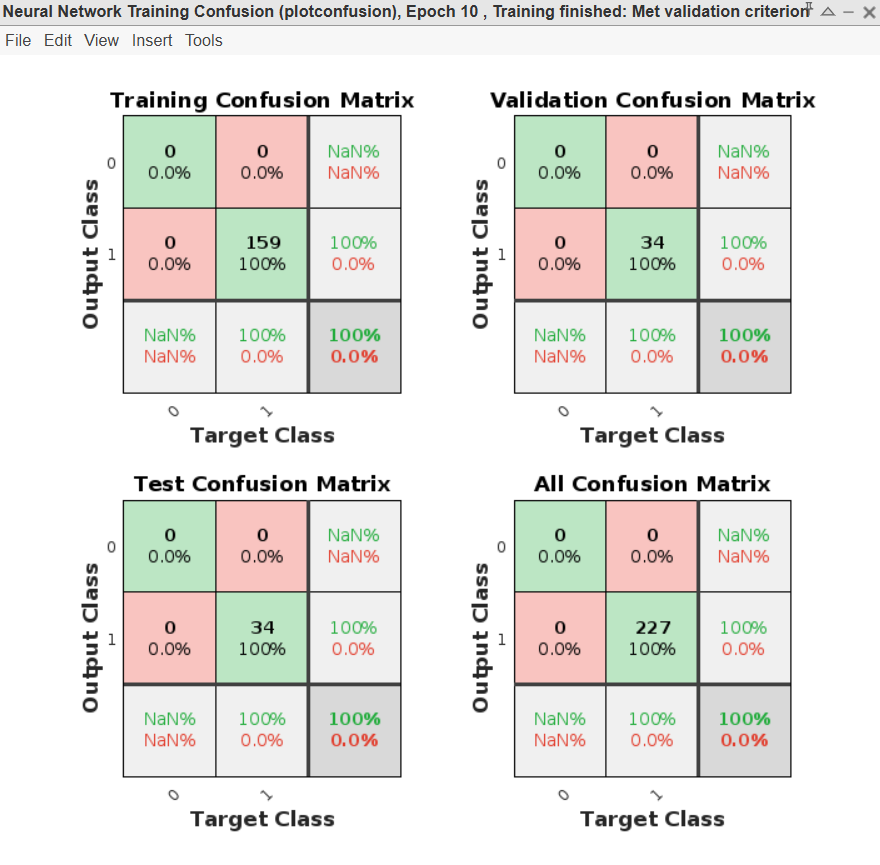 Neural Network Training Confusion (plotconfusion), Epoch 10 , Training finished: Met validation criterion
File Edit View Insert Tools
Training Confusion Matrix
0
0 0 NaN%
0.0% 0.0% NaN%
1
0 159 100%
0.0% 100% 0.0%
NaN% 100% 100%
NaN% 0.0% 0.0%
0 1
Output Class
Target Class
Validation Confusion Matrix
0
0 0 NaN%
0.0% 0.0% NaN%
1
0 34 100%
0.0% 100% 0.0%
NaN% 100% 100%
NaN% 0.0% 0.0%
0 1
Output Class
Target Class
Test Confusion Matrix
0
0 0 NaN%
0.0% 0.0% NaN%
1
0 34 100%
0.0% 100% 0.0%
NaN% 100% 100%
NaN% 0.0% 0.0%
0 1
Output Class
Target Class
All Confusion Matrix
0
0 0 NaN%
0.0% 0.0% NaN%
1
0 227 100%
0.0% 100% 0.0%
NaN% 100% 100%
NaN% 0.0% 0.0%
0 1
Output Class
Target Class